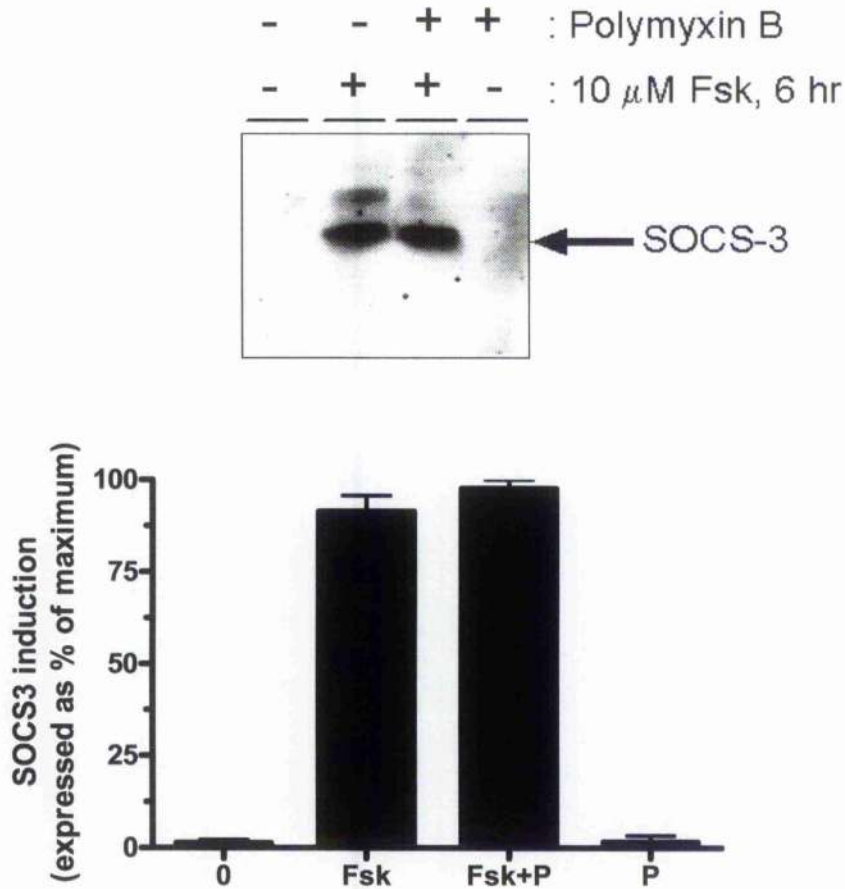 - - + + : Polymyxin B
- + + - : 10 μM Fsk, 6 hr
SOCS-3
SOCS3 induction
(expressed as % of maximum)
100
75
50
25
0
0 Fsk Fsk+P P